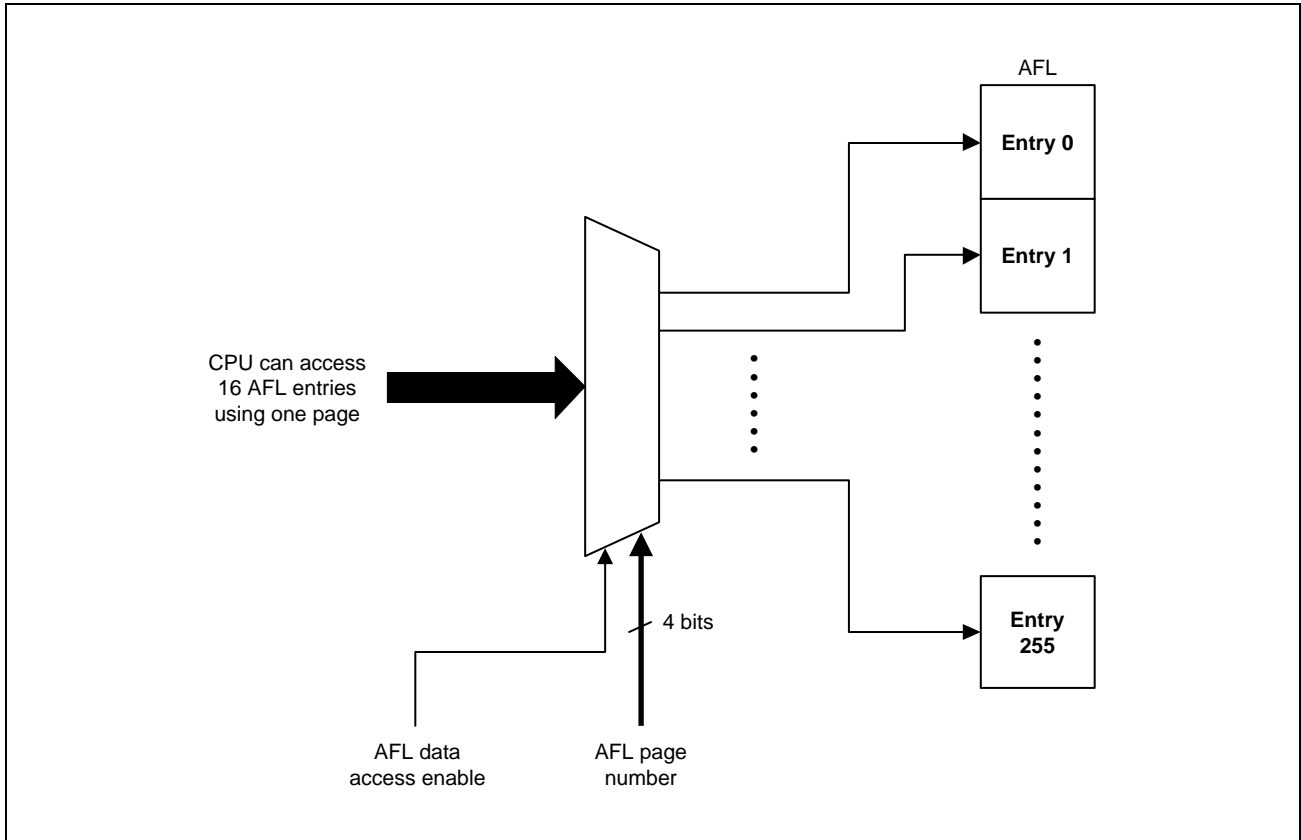 AFL
Entry 0
Entry 1
CPU can access
16 AFL entries
using one page
4 bits
Entry
255
AFL data
access enable
AFL page
number